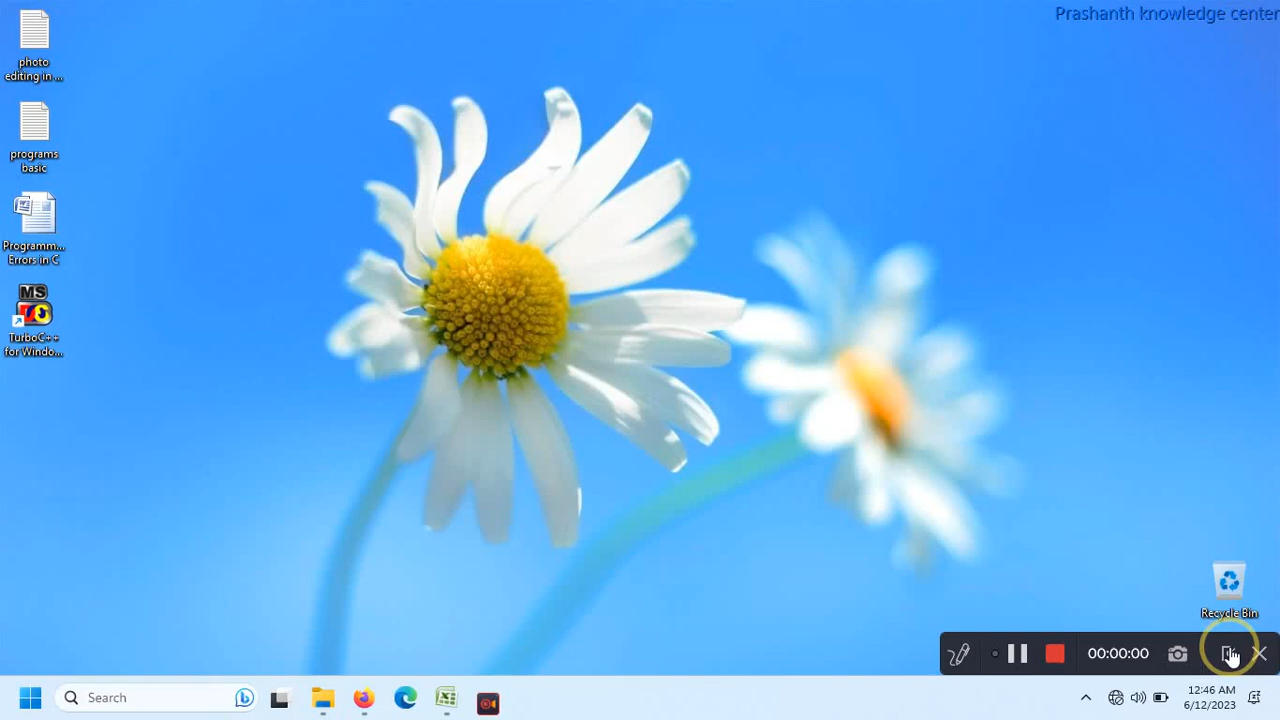 Prashanth knowledge center
photo
editing in ...
programs
basic
Programm...
Errors in C
MS
TurboC++
for Windo...
Recycle Bin
00:00:00
Search
12:46 AM
6/12/2023